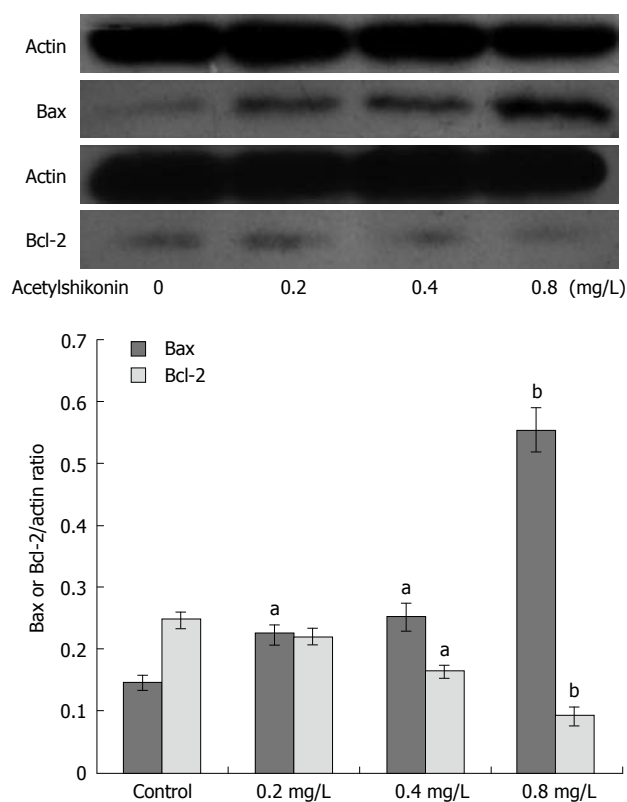 Actin
Bax
Actin
Bcl-2
Acetylshikonin 0 0.2 0.4 0.8 (mg/L)
0.7
0.6
0.5
0.4
0.3
0.2
0.1
0
Bax or Bcl-2/actin ratio
Bax
Bcl-2
a
a
a
b
b
Control 0.2 mg/L 0.4 mg/L 0.8 mg/L